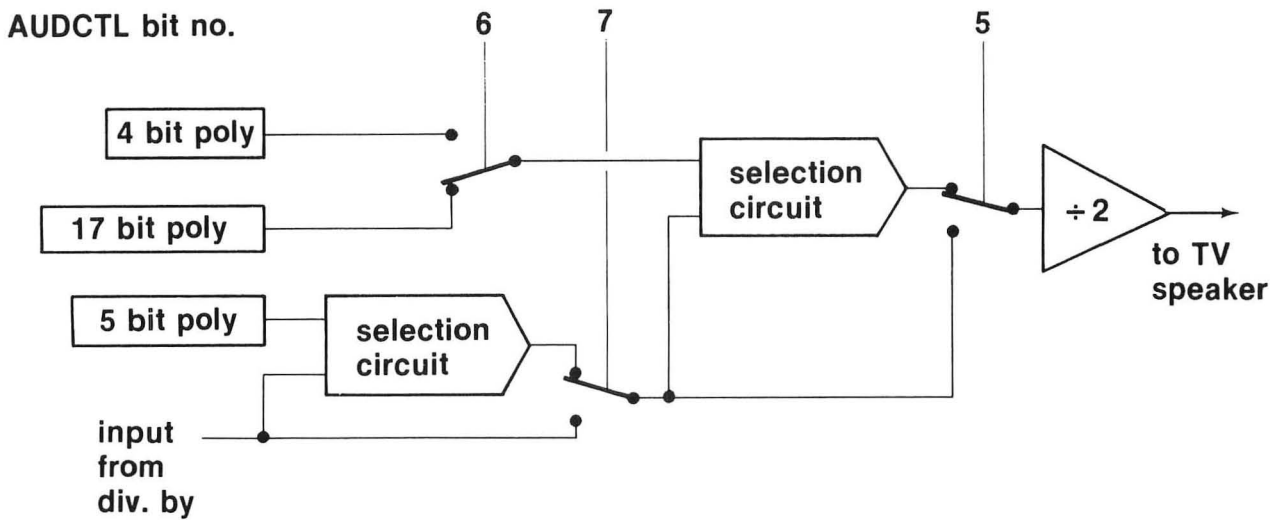 AUDCTL bit no.
6
7
5
4 bit poly
17 bit poly
selection
circuit
÷2
to TV
speaker
5 bit poly
selection
circuit
input
from
div. by